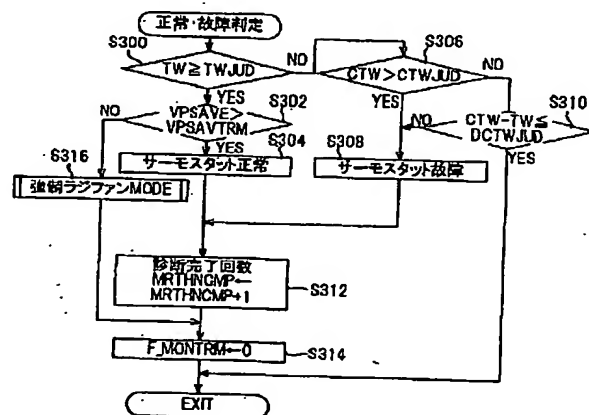 正常・故障判定
S300
TW≧TWJUD
NO
S306
CTW>CTWJUD
NO
YES
S302
VPSAVE>
VPSAVTRM
NO
YES
S310
CTW-TW≦
DCTWJUD
NO
YES
YES
S304
サーモスタット正常
S308
サーモスタット故障
S316
強制ラジファンMODE
診断完了回数
MRTHNCMP←
MRTHNCMP+1
S312
F_MONTRM←0
S314
EXIT